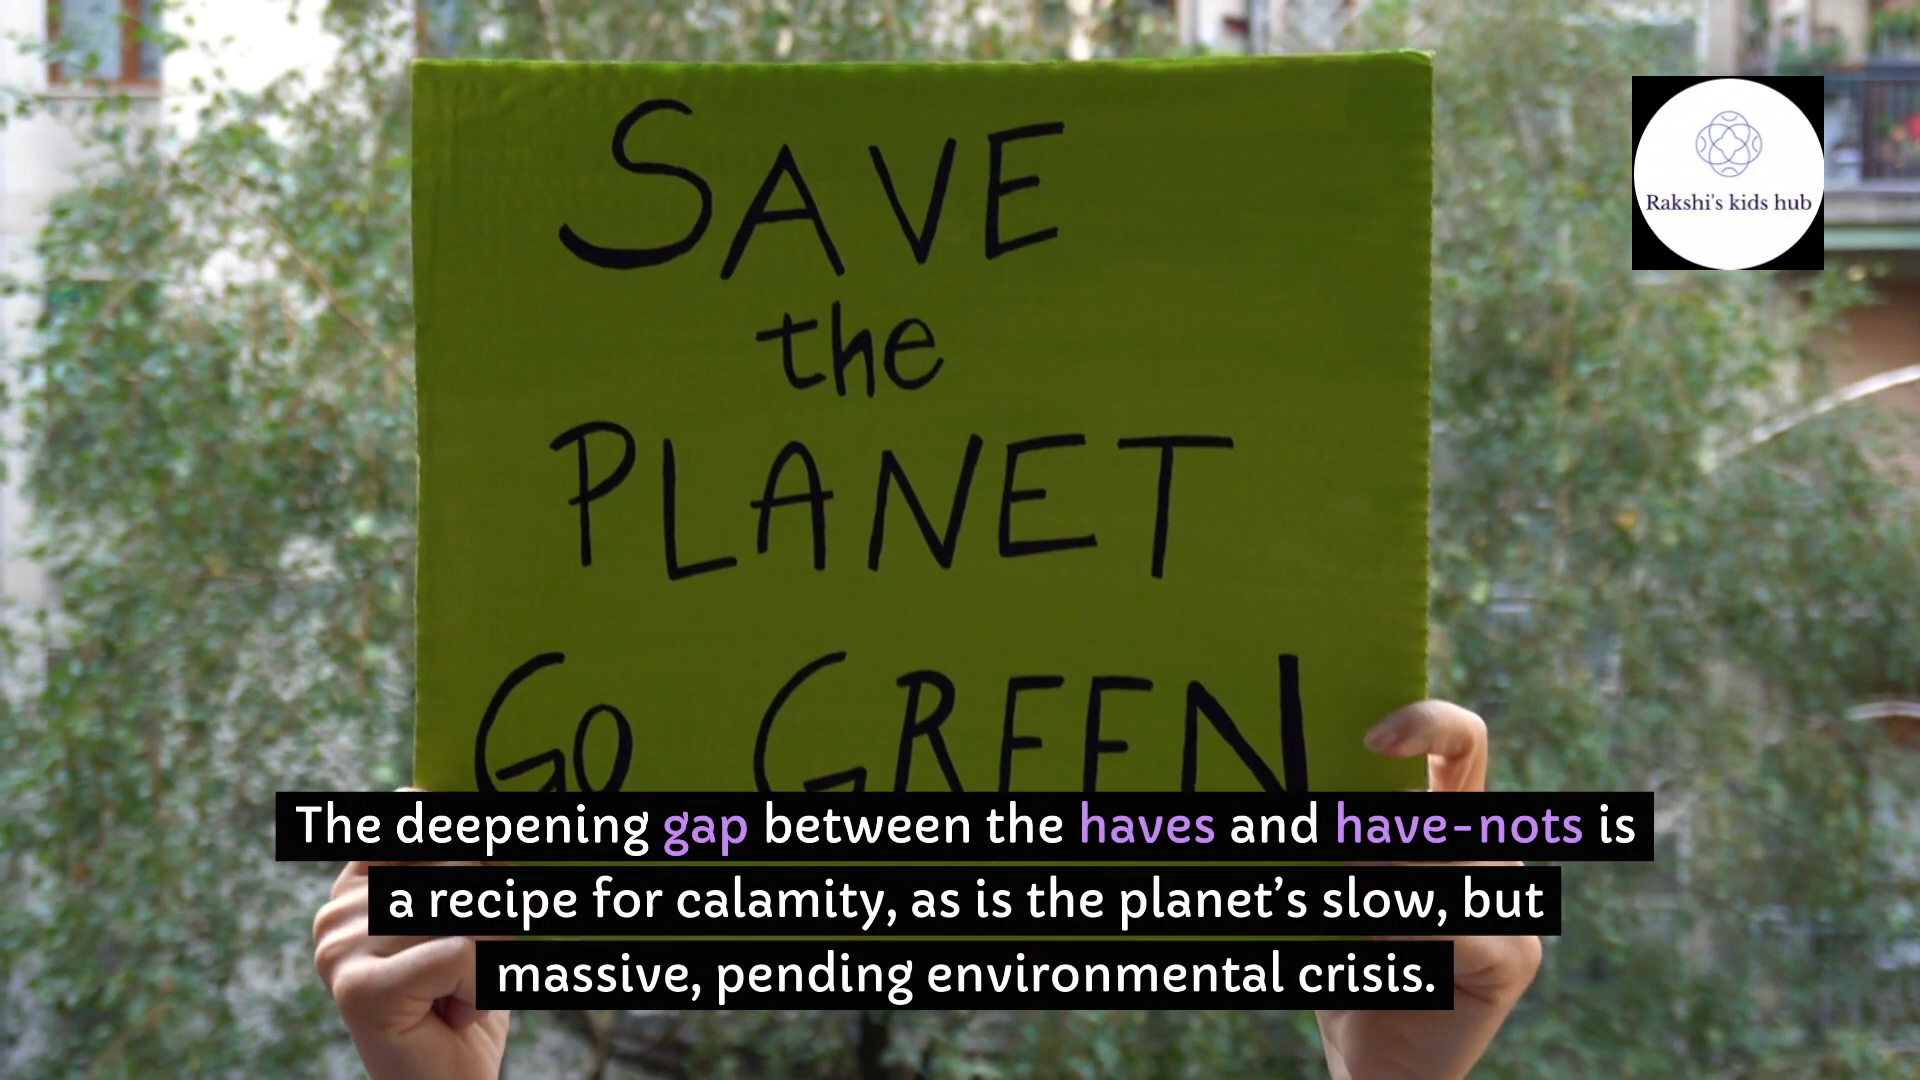 SAVE
the
PLANET
GO GREEN
Rakshi's kids hub
The deepening gap between the haves and have-nots is
a recipe for calamity, as is the planet’s slow, but
massive, pending environmental crisis.